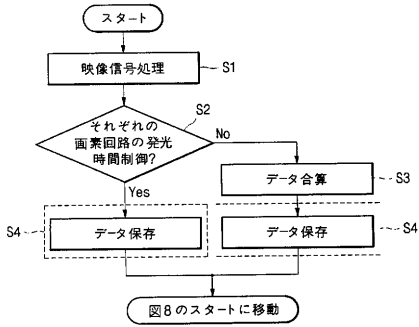 スタート
映像信号処理
S1
S2
それぞれの
画素回路の発光
時間制御?
No
Yes
データ合算
S3
S4
データ保存
データ保存
S4
図8のスタートに移動